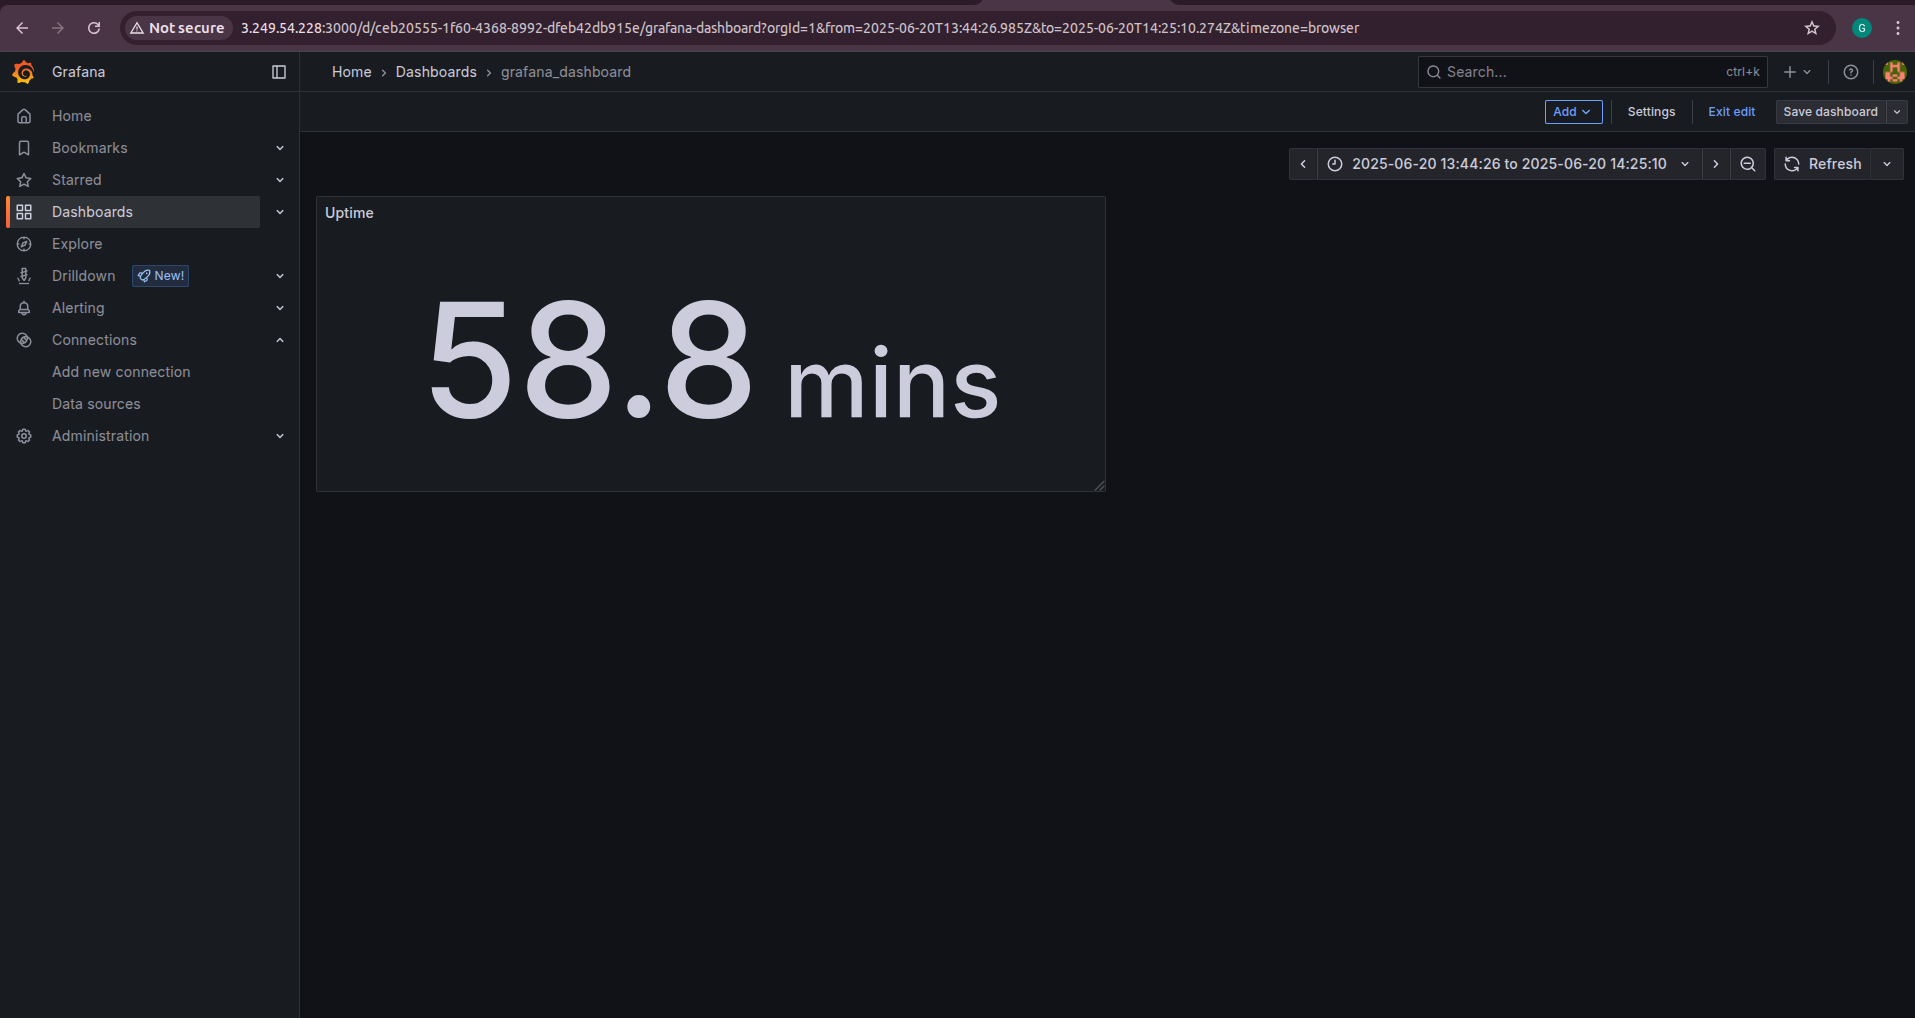 Not secure 3.249.54.228:3000/d/ceb20555-1f60-4368-8992-dfeb42db915e/grafana-dashboard?orgId=1&from=2025-06-20T13:44:26.985Z&to=2025-06-20T14:25:10.274Z&timezone=browser G
Grafana
Home › Dashboards › grafana_dashboard
Search... ctrl+k
Add Settings Exit edit Save dashboard
Home
Bookmarks
Starred
Dashboards
Explore
Drilldown New!
Alerting
Connections
Add new connection
Data sources
Administration
2025-06-20 13:44:26 to 2025-06-20 14:25:10 Refresh
Uptime
58.8 mins